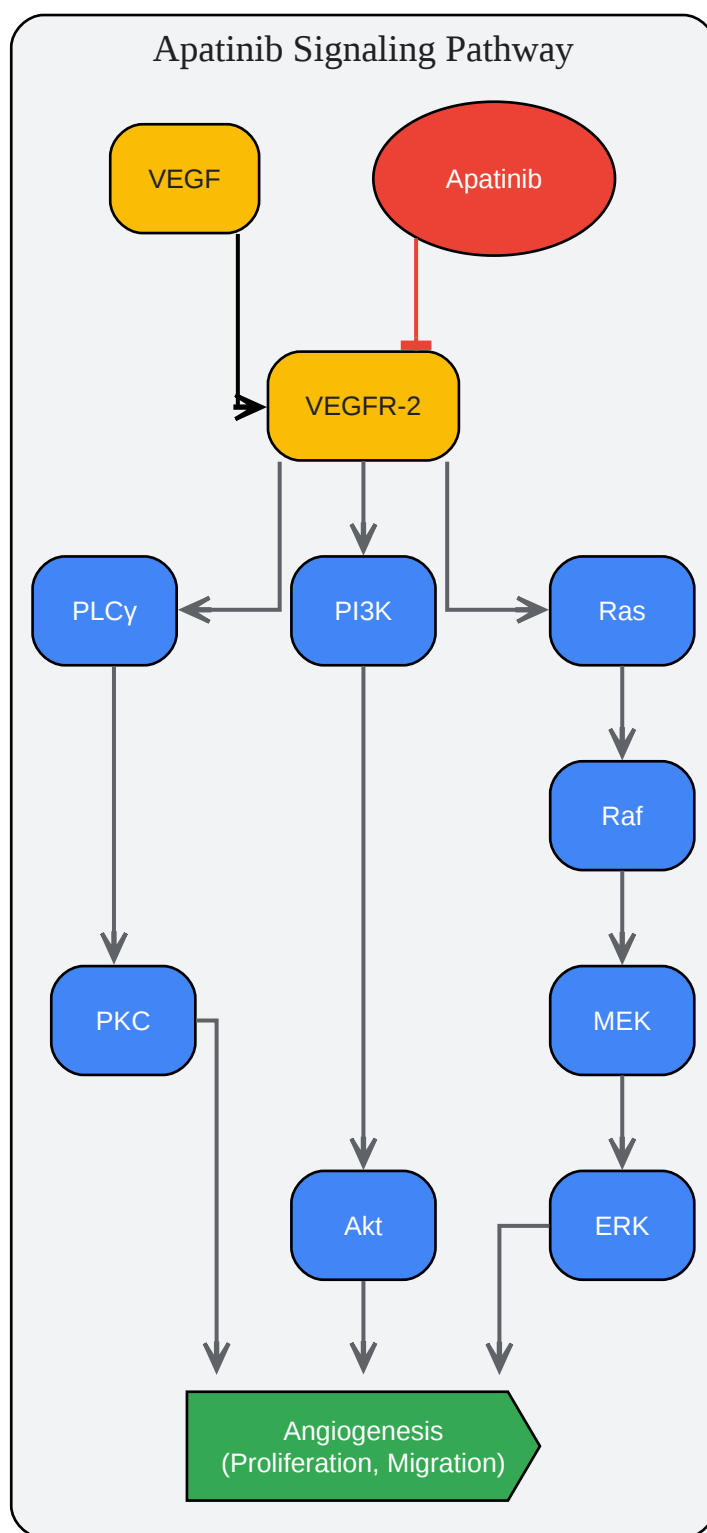 Apatinib Signaling Pathway
VEGF
Apatinib
VEGFR-2
PLCγ
PI3K
Ras
Raf
PKC
MEK
Akt
ERK
Angiogenesis
(Proliferation, Migration)